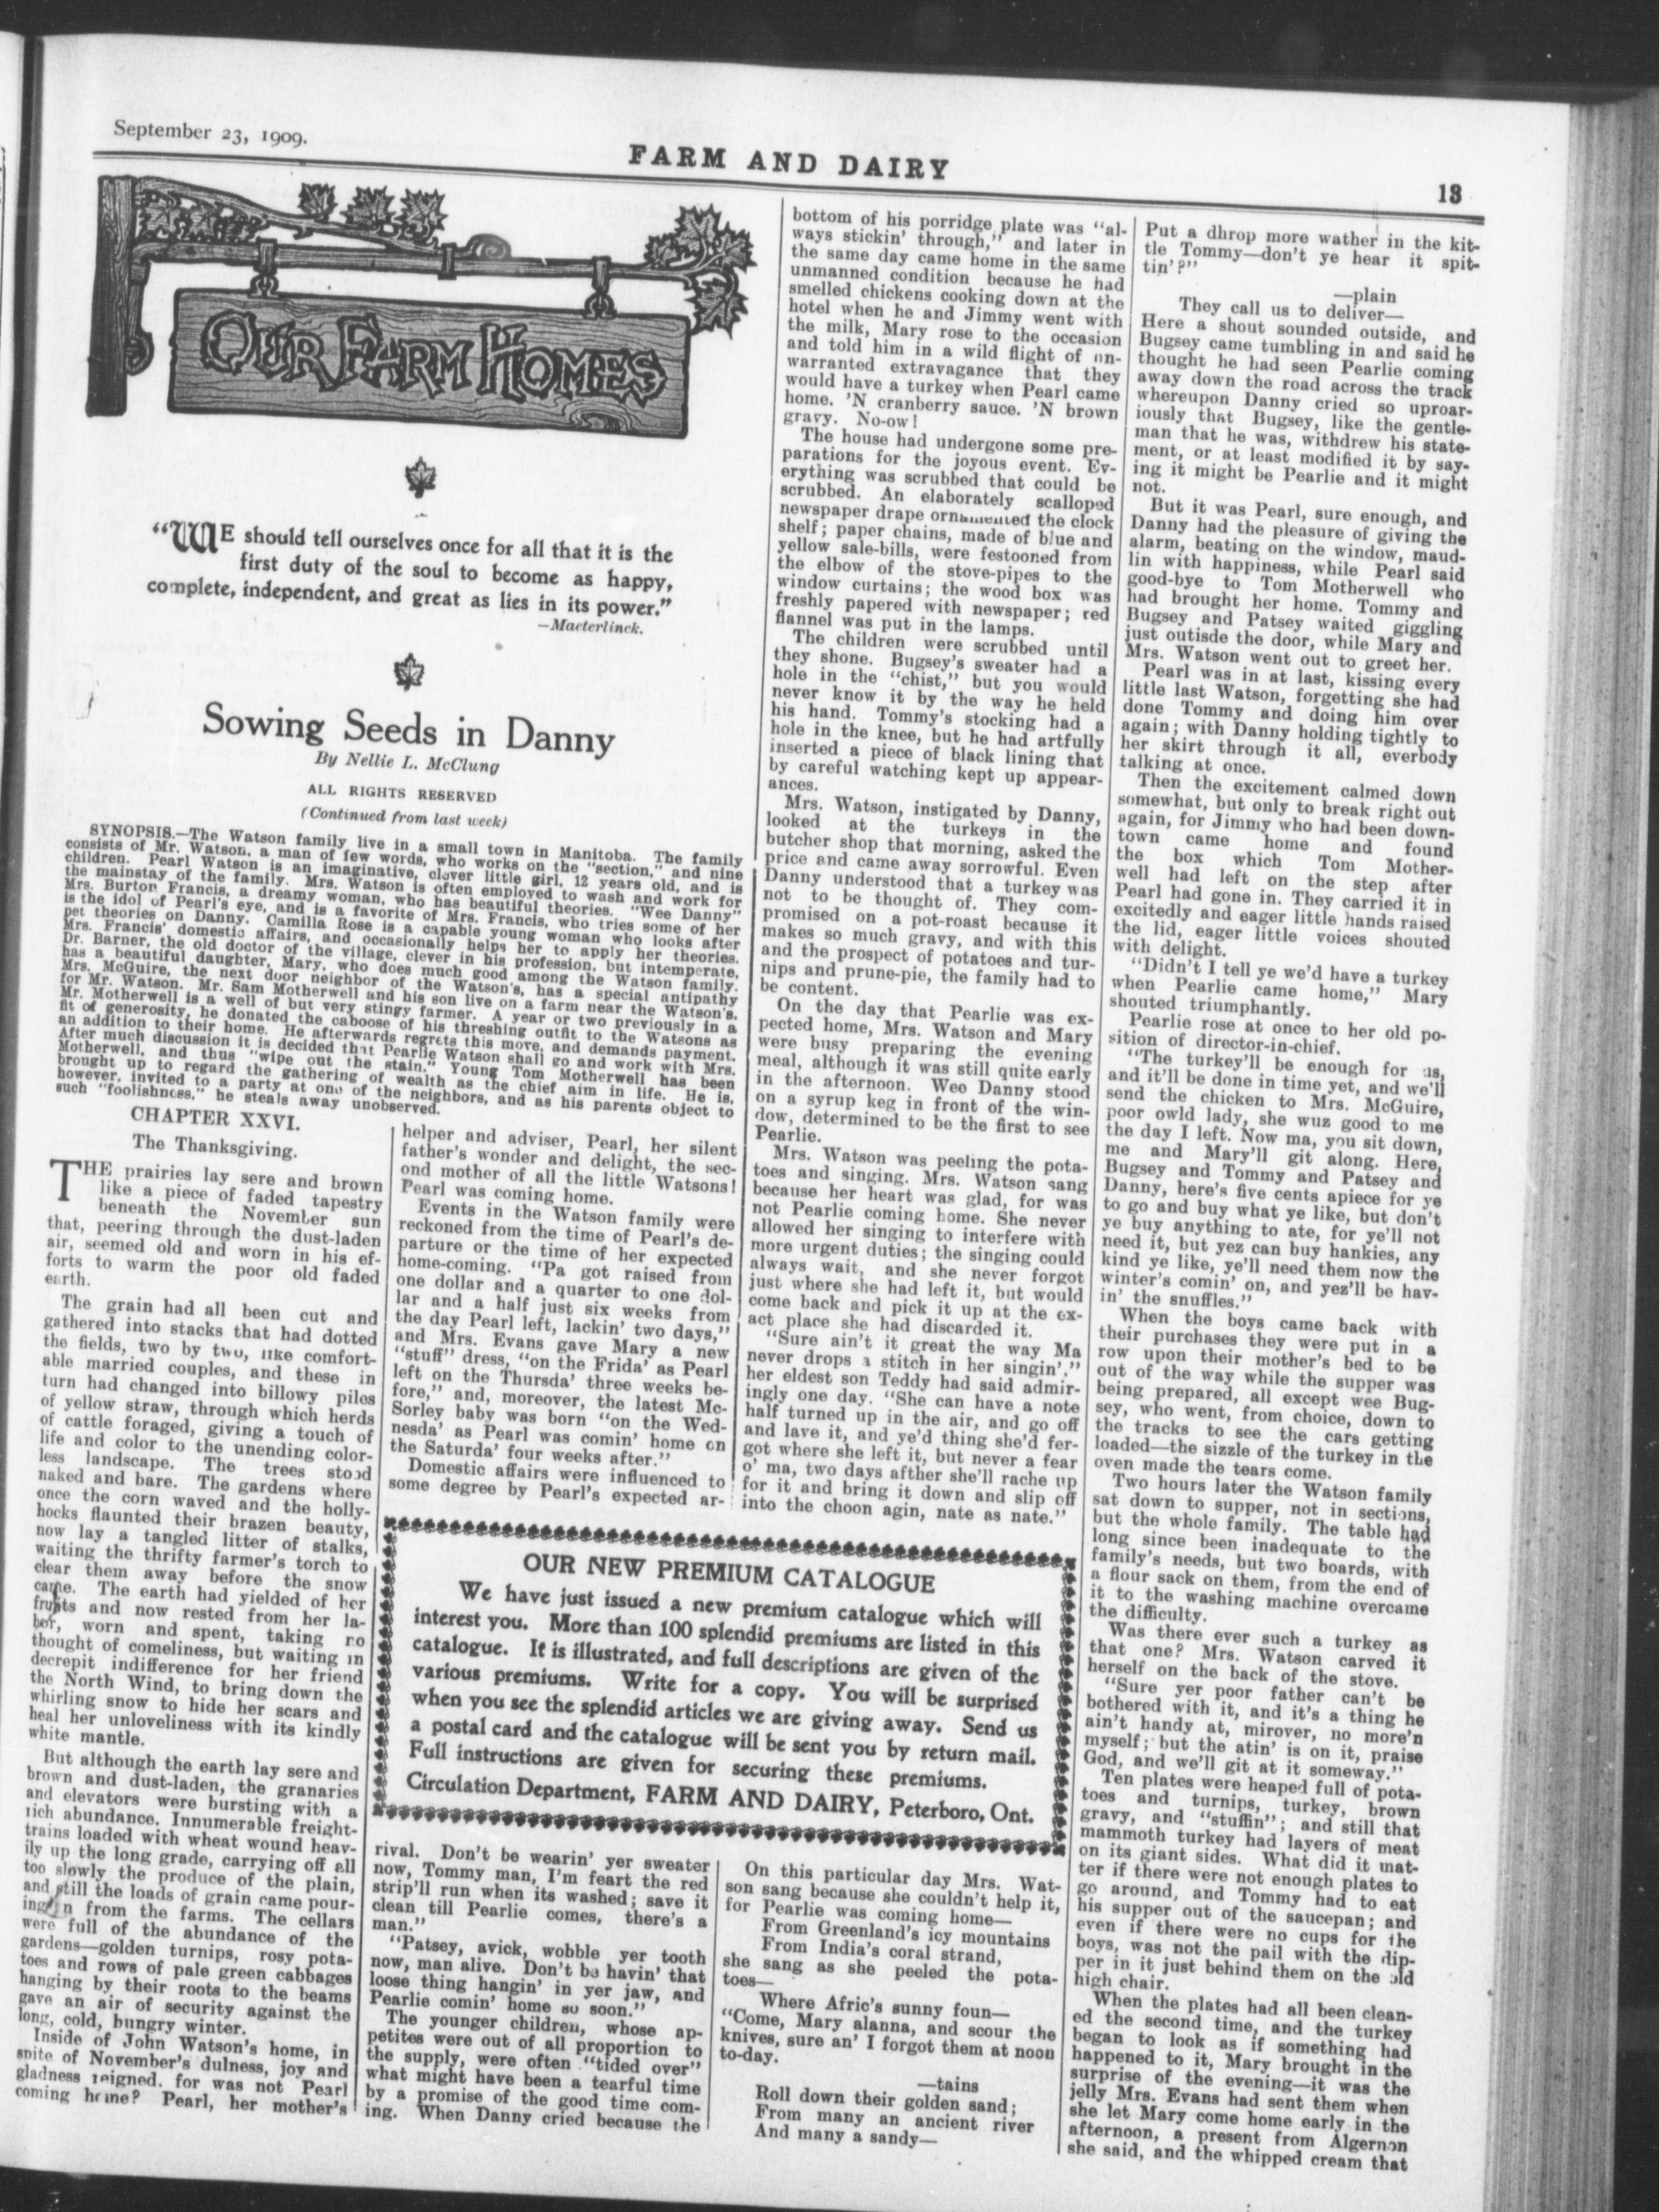 September 23, 1909.
FARM AND DAIRY
13
OUR FARM HOMES
"WE should tell ourselves once for all that it is the
first duty of the soul to become as happy,
complete, independent, and great as lies in its power."
—Maeterlinck.
Sowing Seeds in Danny
By Nellie L. McClung
ALL RIGHTS RESERVED
(Continued from last week)
SYNOPSIS.—The Watson family live in a small town in Manitoba. The family
consists of Mr. Watson, a man of few words, who works on the "section," and nine
children. Pearl Watson is an imaginative, clever little girl, 12 years old, and is
the mainstay of the family. Mrs. Watson is often employed to wash and work for
Mrs. Burton Francis, a dreamy woman, who has beautiful theories. "Wee Danny"
is the idol of Pearl's eye, and is a favorite of Mrs. Francis, who tries some of her
pet theories on Danny. Camilla Rose is a capable young woman who looks after
Mrs. Francis' domestic affairs, and occasionally helps her to apply her theories.
Dr. Barner, the old doctor of the village, clever in his profession, but intemperate,
has a beautiful daughter, Mary, who does much good among the Watson family.
Mrs. McGuire, the next door neighbor of the Watson's, has a special antipathy
for Mr. Watson. Mr. Sam Motherwell and his son live on a farm near the Watson's.
Mr. Motherwell is a well of but very stingy farmer. A year or two previously in a
fit of generosity, he donated the caboose of his threshing outfit to the Watsons as
an addition to their home. He afterwards regrets this move, and demands payment.
After much discussion it is decided that Pearlie Watson shall go and work with Mrs.
Motherwell, and thus "wipe out the stain." Young Tom Motherwell has been
brought up to regard the gathering of wealth as the chief aim in life. He is,
however, invited to a party at one of the neighbors, and as his parents object to
such "foolishness," he steals away unobserved.
CHAPTER XXVI.
The Thanksgiving.
THE prairies lay sere and brown
like a piece of faded tapestry
beneath the November sun
that, peering through the dust-laden
air, seemed old and worn in his ef-
forts to warm the poor old faded
earth.
The grain had all been cut and
gathered into stacks that had dotted
the fields, two by two, like comfort-
able married couples, and these in
turn had changed into billowy piles
of yellow straw, through which herds
of cattle foraged, giving a touch of
life and color to the unending color-
less landscape. The trees stood
naked and bare. The gardens where
once the corn waved and the holly-
hocks flaunted their brazen beauty,
now lay a tangled litter of stalks,
waiting the thrifty farmer's torch to
clear them away before the snow
came. The earth had yielded of her
fruits and now rested from her la-
bor, worn and spent, taking no
thought of comeliness, but waiting in
decrepit indifference for her friend
the North Wind, to bring down the
whirling snow to hide her scars and
heal her unloveliness with its kindly
white mantle.
But although the earth lay sere and
brown and dust-laden, the granaries
and elevators were bursting with a
rich abundance. Innumerable freight-
trains loaded with wheat wound heav-
ily up the long grade, carrying off all
too slowly the produce of the plain,
and still the loads of grain came pour-
ing in from the farms. The cellars
were full of the abundance of the
gardens—golden turnips, rosy pota-
toes and rows of pale green cabbages
hanging by their roots to the beams
gave an air of security against the
long, cold, hungry winter.
Inside of John Watson's home, in
spite of November's dulness, joy and
gladness reigned, for was not Pearl
coming home? Pearl, her mother's
helper and adviser, Pearl, her silent
father's wonder and delight, the sec-
ond mother of all the little Watsons!
Pearl was coming home.
Events in the Watson family were
reckoned from the time of Pearl's de-
parture or the time of her expected
home-coming. "Pa got raised from
one dollar and a quarter to one dol-
lar and a half just six weeks from
the day Pearl left, lackin' two days,"
and Mrs. Evans gave Mary a new
"stuff" dress, "on the Frida' as Pearl
left on the Thursda' three weeks be-
fore," and, moreover, the latest Mc-
Sorley baby was born "on the Wed-
nesda' as Pearl was comin' home on
the Saturda' four weeks after."
Domestic affairs were influenced to
some degree by Pearl's expected ar-
OUR NEW PREMIUM CATALOGUE
We have just issued a new premium catalogue which will
interest you. More than 100 splendid premiums are listed in this
catalogue. It is illustrated, and full descriptions are given of the
various premiums. Write for a copy. You will be surprised
when you see the splendid articles we are giving away. Send us
a postal card and the catalogue will be sent you by return mail.
Full instructions are given for securing these premiums.
Circulation Department, FARM AND DAIRY, Peterboro, Ont.
rival. Don't be wearin' yer sweater
now, Tommy man, I'm feart the red
strip'll run when its washed; save it
clean till Pearlie comes, there's a
man."
"Patsey, avick, wobble yer tooth
now, man alive. Don't be havin' that
loose thing hangin' in yer jaw, and
Pearlie comin' home so soon."
The younger children, whose ap-
petites were out of all proportion to
the supply, were often "tided over"
what might have been a tearful time
by a promise of the good time com-
ing. When Danny cried because the
bottom of his porridge plate was "al-
ways stickin' through," and later in
the same day came home in the same
unmanned condition because he had
smelled chickens cooking down at the
hotel when he and Jimmy went with
the milk, Mary rose to the occasion
and told him in a wild flight of un-
warranted extravagance that they
would have a turkey when Pearl came
home. 'N cranberry sauce. 'N brown
gravy. No-ow!
The house had undergone some pre-
parations for the joyous event. Ev-
erything was scrubbed that could be
scrubbed. An elaborately scalloped
newspaper drape ornamented the clock
shelf; paper chains, made of blue and
yellow sale-bills, were festooned from
the elbow of the stove-pipes to the
window curtains; the wood box was
freshly papered with newspaper; red
flannel was put in the lamps.
The children were scrubbed until
they shone. Bugsey's sweater had a
hole in the "chist," but you would
never know it by the way he held
his hand. Tommy's stocking had a
hole in the knee, but he had artfully
inserted a piece of black lining that
by careful watching kept up appear-
ances.
Mrs. Watson, instigated by Danny,
looked at the turkeys in the
butcher shop that morning, asked the
price and came away sorrowful. Even
Danny understood that a turkey was
not to be thought of. They com-
promised on a pot-roast because it
makes so much gravy, and with this
and the prospect of potatoes and tur-
nips and prune-pie, the family had to
be content.
On the day that Pearlie was ex-
pected home, Mrs. Watson and Mary
were busy preparing the evening
meal, although it was still quite early
in the afternoon. Wee Danny stood
on a syrup keg in front of the win-
dow, determined to be the first to see
Pearlie.
Mrs. Watson was peeling the pota-
toes and singing. Mrs. Watson sang
because her heart was glad, for was
not Pearlie coming home. She never
allowed her singing to interfere with
more urgent duties; the singing could
always wait, and she never forgot
just where she had left it, but would
come back and pick it up at the ex-
act place she had discarded it.
"Sure ain't it great the way Ma
never drops a stitch in her singin',"
her eldest son Teddy had said admir-
ingly one day. "She can have a note
half turned up in the air, and go off
and lave it, and ye'd thing she'd fer-
got where she left it, but never a fear
o' ma, two days afther she'll rache up
for it and bring it down and slip off
into the choon agin, nate as nate."
On this particular day Mrs. Wat-
son sang because she couldn't help it,
for Pearlie was coming home—
From Greenland's icy mountains
From India's coral strand,
she sang as she peeled the pota-
toes—
Where Afric's sunny foun—
"Come, Mary alanna, and scour the
knives, sure an' I forgot them at noon
to-day.
—tains
Roll down their golden sand;
From many an ancient river
And many a sandy—
Put a dhrop more wather in the kit-
tle Tommy—don't ye hear it spit-
tin'?"
—plain
They call us to deliver—
Here a shout sounded outside, and
Bugsey came tumbling in and said he
thought he had seen Pearlie coming
away down the road across the track
whereupon Danny cried so uproar-
iously that Bugsey, like the gentle-
man that he was, withdrew his state-
ment, or at least modified it by say-
ing it might be Pearlie and it might
not.
But it was Pearl, sure enough, and
Danny had the pleasure of giving the
alarm, beating on the window, maud-
lin with happiness, while Pearl said
good-bye to Tom Motherwell who
had brought her home. Tommy and
Bugsey and Patsey waited giggling
just outisde the door, while Mary and
Mrs. Watson went out to greet her.
Pearl was in at last, kissing every
little last Watson, forgetting she had
done Tommy and doing him over
again; with Danny holding tightly to
her skirt through it all, everbody
talking at once.
Then the excitement calmed down
somewhat, but only to break right out
again, for Jimmy who had been down-
town came home and found
the box which Tom Mother-
well had left on the step after
Pearl had gone in. They carried it in
excitedly and eager little hands raised
the lid, eager little voices shouted
with delight.
"Didn't I tell ye we'd have a turkey
when Pearlie came home," Mary
shouted triumphantly.
Pearlie rose at once to her old po-
sition of director-in-chief.
"The turkey'll be enough for us,
and it'll be done in time yet, and we'll
send the chicken to Mrs. McGuire,
poor owld lady, she wuz good to me
the day I left. Now ma, you sit down,
me and Mary'll git along. Here,
Bugsey and Tommy and Patsey and
Danny, here's five cents apiece for ye
to go and buy what ye like, but don't
ye buy anything to ate, for ye'll not
need it, but yez can buy hankies, any
kind ye like, ye'll need them now the
winter's comin' on, and yez'll be hav-
in' the snuffles."
When the boys came back with
their purchases they were put in a
row upon their mother's bed to be
out of the way while the supper was
being prepared, all except wee Bug-
sey, who went, from choice, down to
the tracks to see the cars getting
loaded—the sizzle of the turkey in the
oven made the tears come.
Two hours later the Watson family
sat down to supper, not in sections,
but the whole family. The table had
long since been inadequate to the
family's needs, but two boards, with
a flour sack on them, from the end of
it to the washing machine overcame
the difficulty.
Was there ever such a turkey as
that one? Mrs. Watson carved it
herself on the back of the stove.
"Sure yer poor father can't be
bothered with it, and it's a thing he
ain't handy at, mirover, no more'n
myself; but the atin' is on it, praise
God, and we'll git at it someway."
Ten plates were heaped full of pota-
toes and turnips, turkey, brown
gravy, and "stuffin"; and still that
mammoth turkey had layers of meat
on its giant sides. What did it mat-
ter if there were not enough plates to
go around, and Tommy had to eat
his supper out of the saucepan; and
even if there were no cups for the
boys, was not the pail with the dip-
per in it just behind them on the old
high chair.
When the plates had all been clean-
ed the second time, and the turkey
began to look as if something had
happened to it, Mary brought in the
surprise of the evening—it was the
jelly Mrs. Evans had sent them when
she let Mary come home early in the
afternoon, a present from Algernon
she said, and the whipped cream that